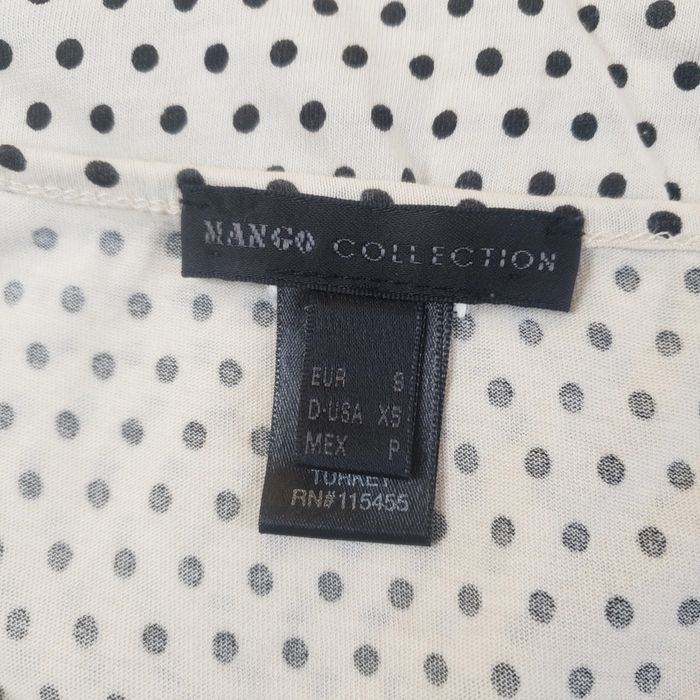 MANGO COLLECTION
EUR S
D·USA XS
MEX P
TURKEY
RN#115455